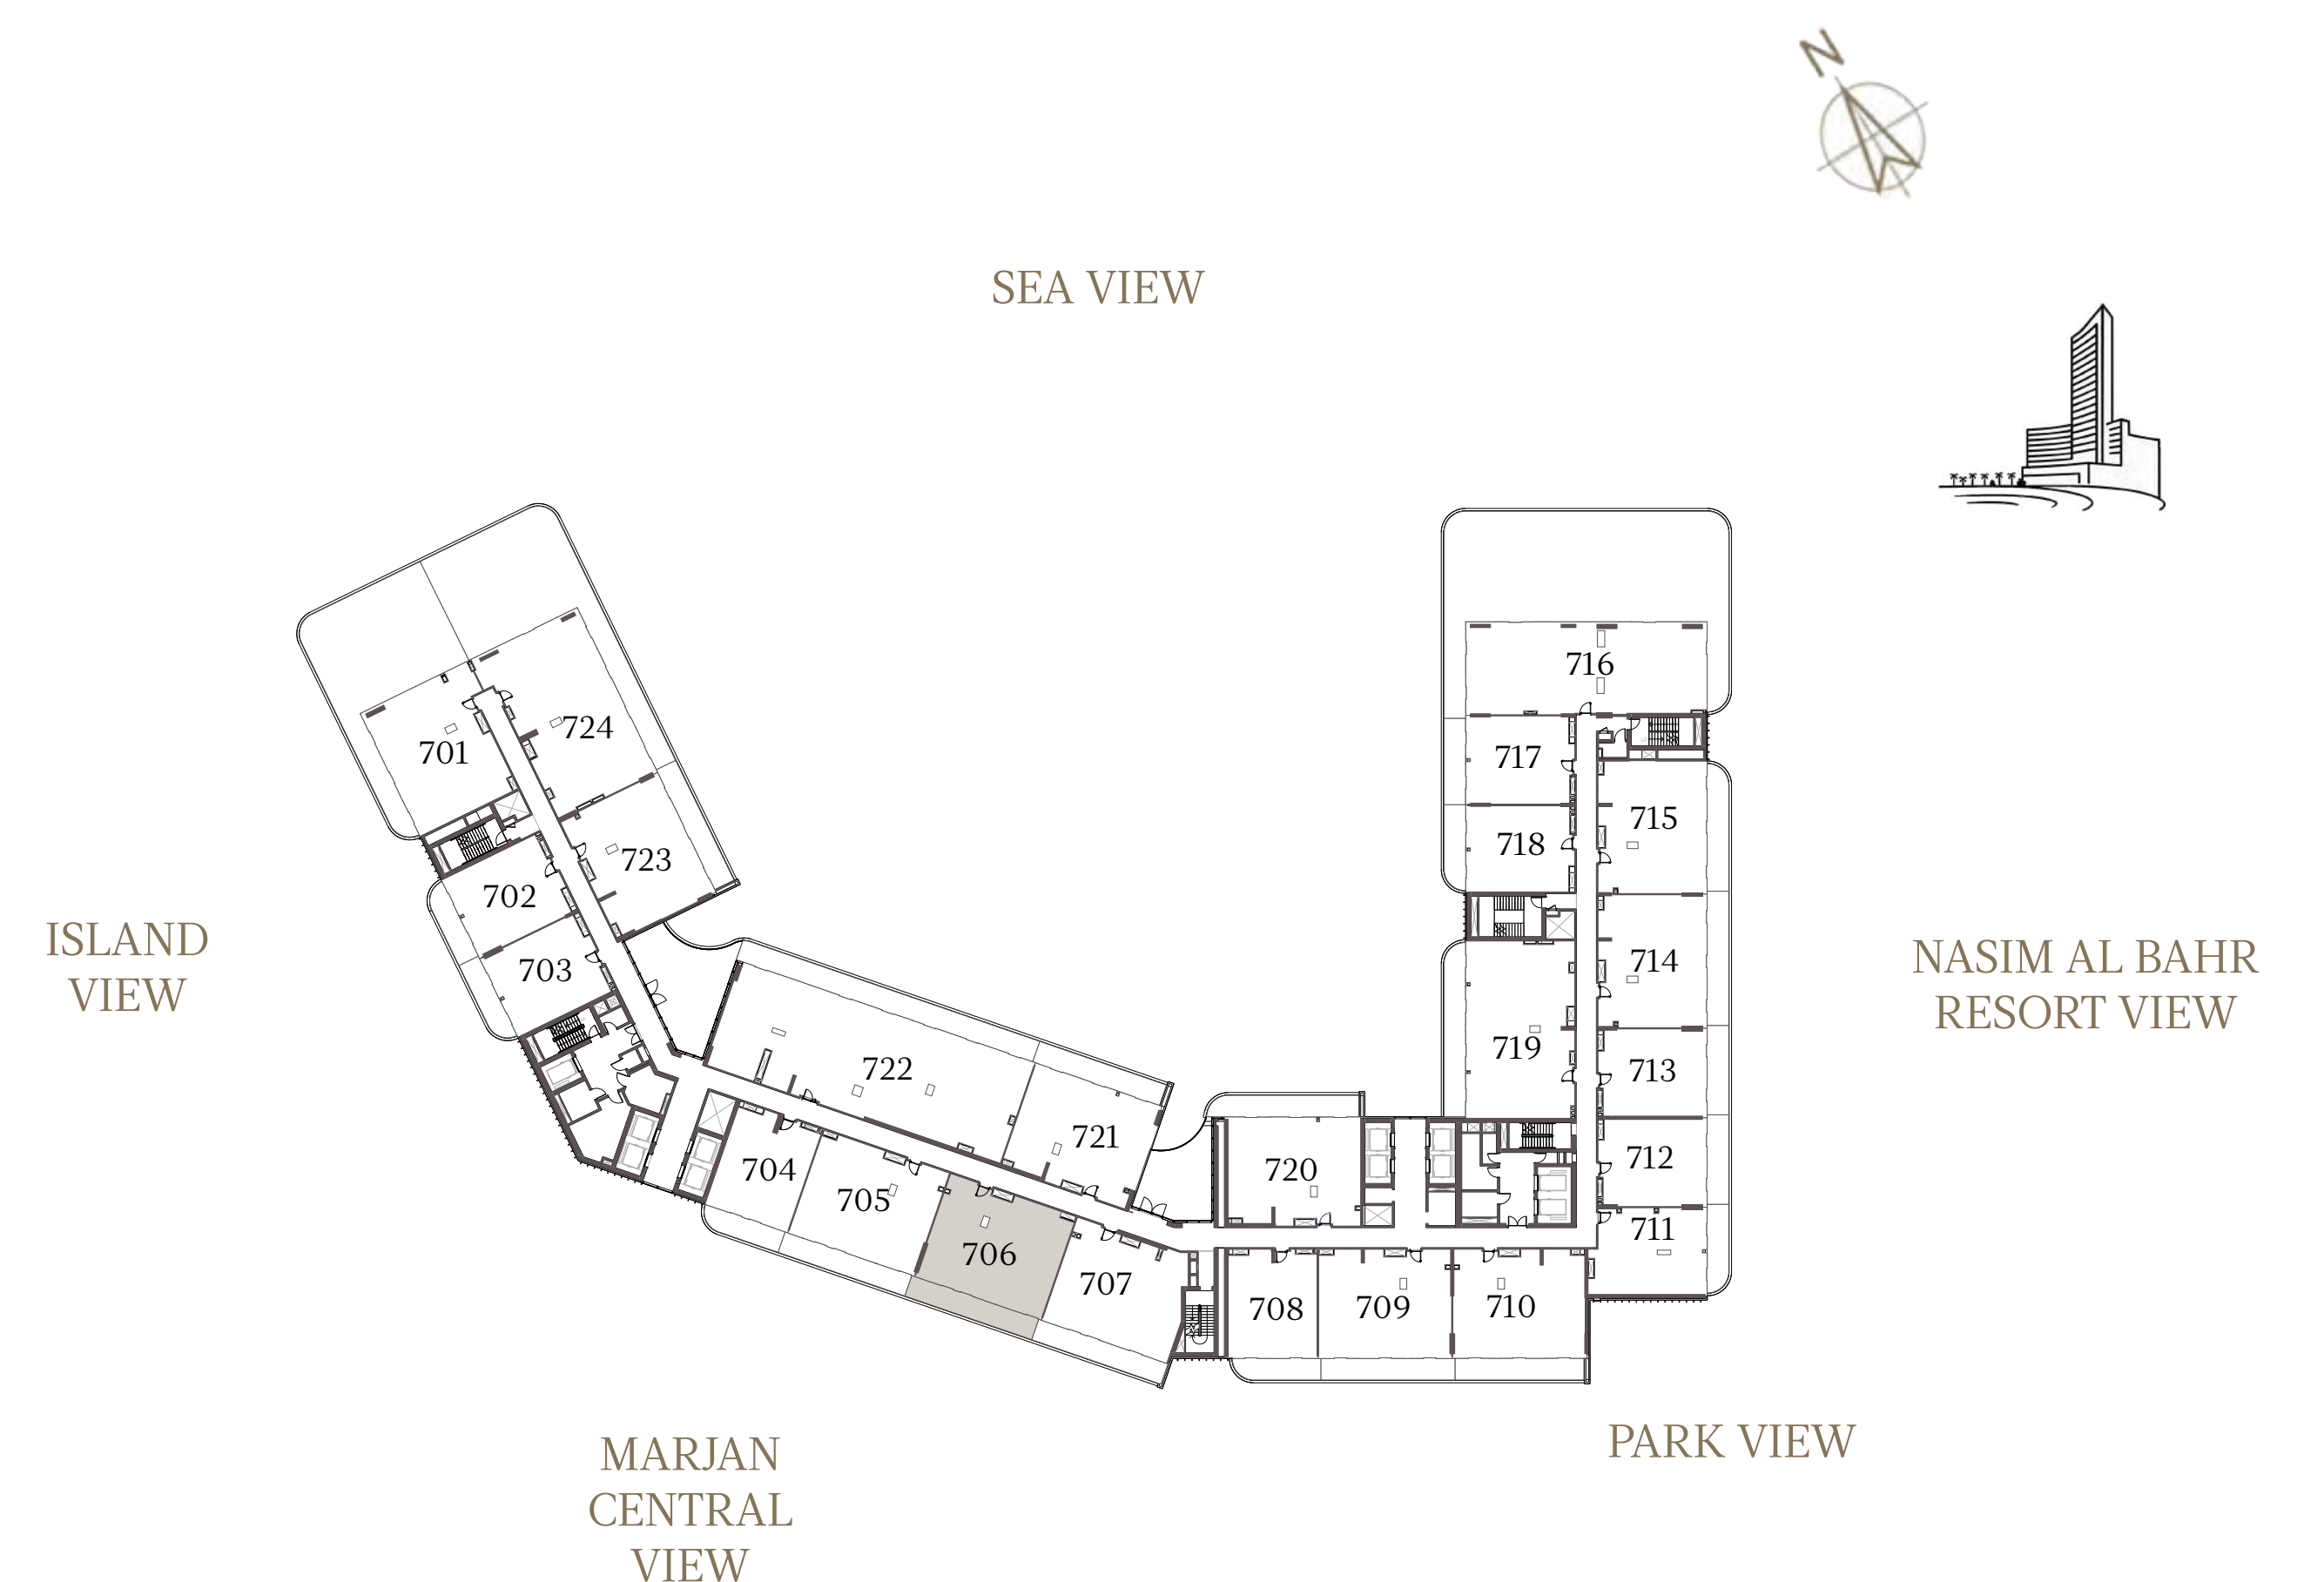 N
SEA VIEW
716
724
701
717
715
718
723
702
ISLAND
VIEW
703
714
NASIM AL BAHR
RESORT VIEW
719
722
713
721
712
704
720
705
711
706
707
708
709
710
PARK VIEW
MARJAN
CENTRAL
VIEW